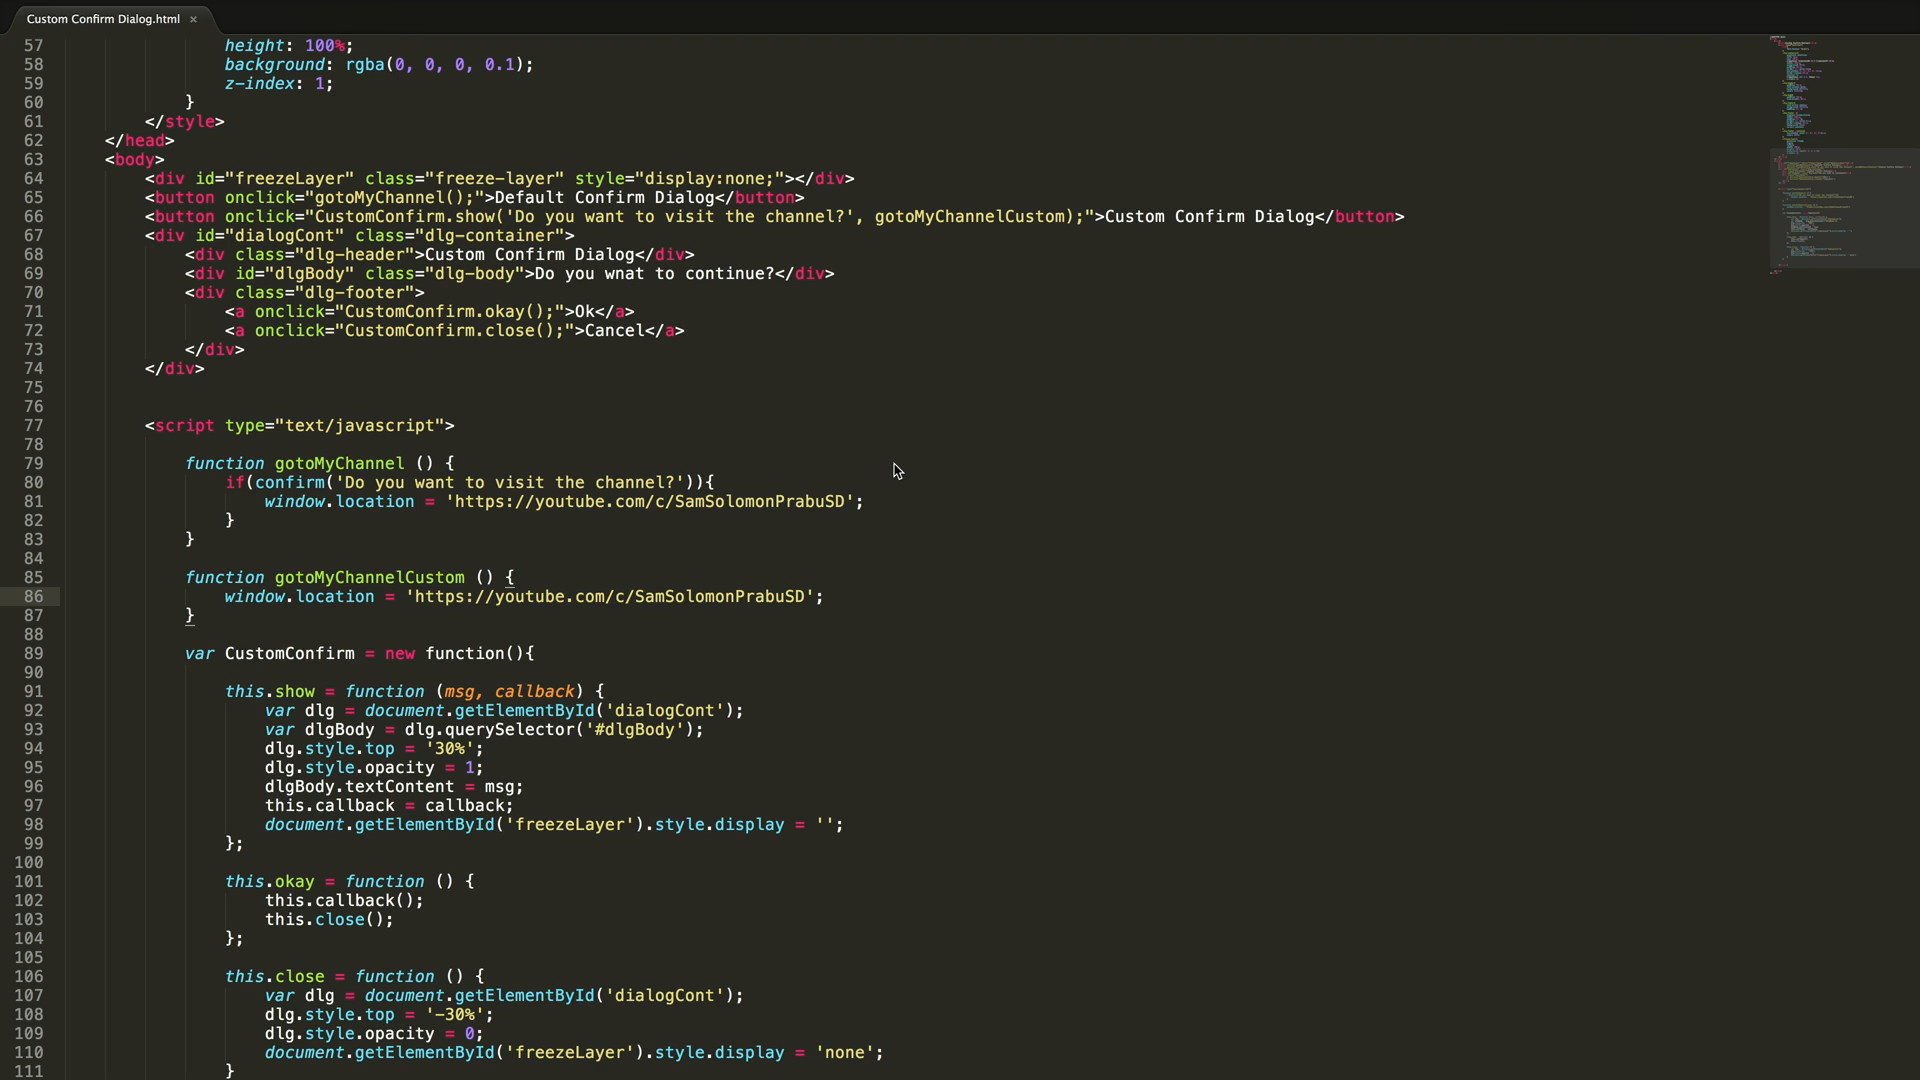 Custom Confirm Dialog.html ×
57 height: 100%;
58 background: rgba(0, 0, 0, 0.1);
59 z-index: 1;
60 }
61 </style>
62 </head>
63 <body>
64 <div id="freezeLayer" class="freeze-layer" style="display:none;"></div>
65 <button onclick="gotoMyChannel();">Default Confirm Dialog</button>
66 <button onclick="CustomConfirm.show('Do you want to visit the channel?', gotoMyChannelCustom);">Custom Confirm Dialog</button>
67 <div id="dialogCont" class="dlg-container">
68 <div class="dlg-header">Custom Confirm Dialog</div>
69 <div id="dlgBody" class="dlg-body">Do you wnat to continue?</div>
70 <div class="dlg-footer">
71 <a onclick="CustomConfirm.okay();">Ok</a>
72 <a onclick="CustomConfirm.close();">Cancel</a>
73 </div>
74 </div>
75
76
77 <script type="text/javascript">
78
79 function gotoMyChannel () {
80 if(confirm('Do you want to visit the channel?')){
81 window.location = 'https://youtube.com/c/SamSolomonPrabuSD';
82 }
83 }
84
85 function gotoMyChannelCustom () {
86 window.location = 'https://youtube.com/c/SamSolomonPrabuSD';
87 }
88
89 var CustomConfirm = new function(){
90
91 this.show = function (msg, callback) {
92 var dlg = document.getElementById('dialogCont');
93 var dlgBody = dlg.querySelector('#dlgBody');
94 dlg.style.top = '30%';
95 dlg.style.opacity = 1;
96 dlgBody.textContent = msg;
97 this.callback = callback;
98 document.getElementById('freezeLayer').style.display = '';
99 };
100
101 this.okay = function () {
102 this.callback();
103 this.close();
104 };
105
106 this.close = function () {
107 var dlg = document.getElementById('dialogCont');
108 dlg.style.top = '-30%';
109 dlg.style.opacity = 0;
110 document.getElementById('freezeLayer').style.display = 'none';
111 }